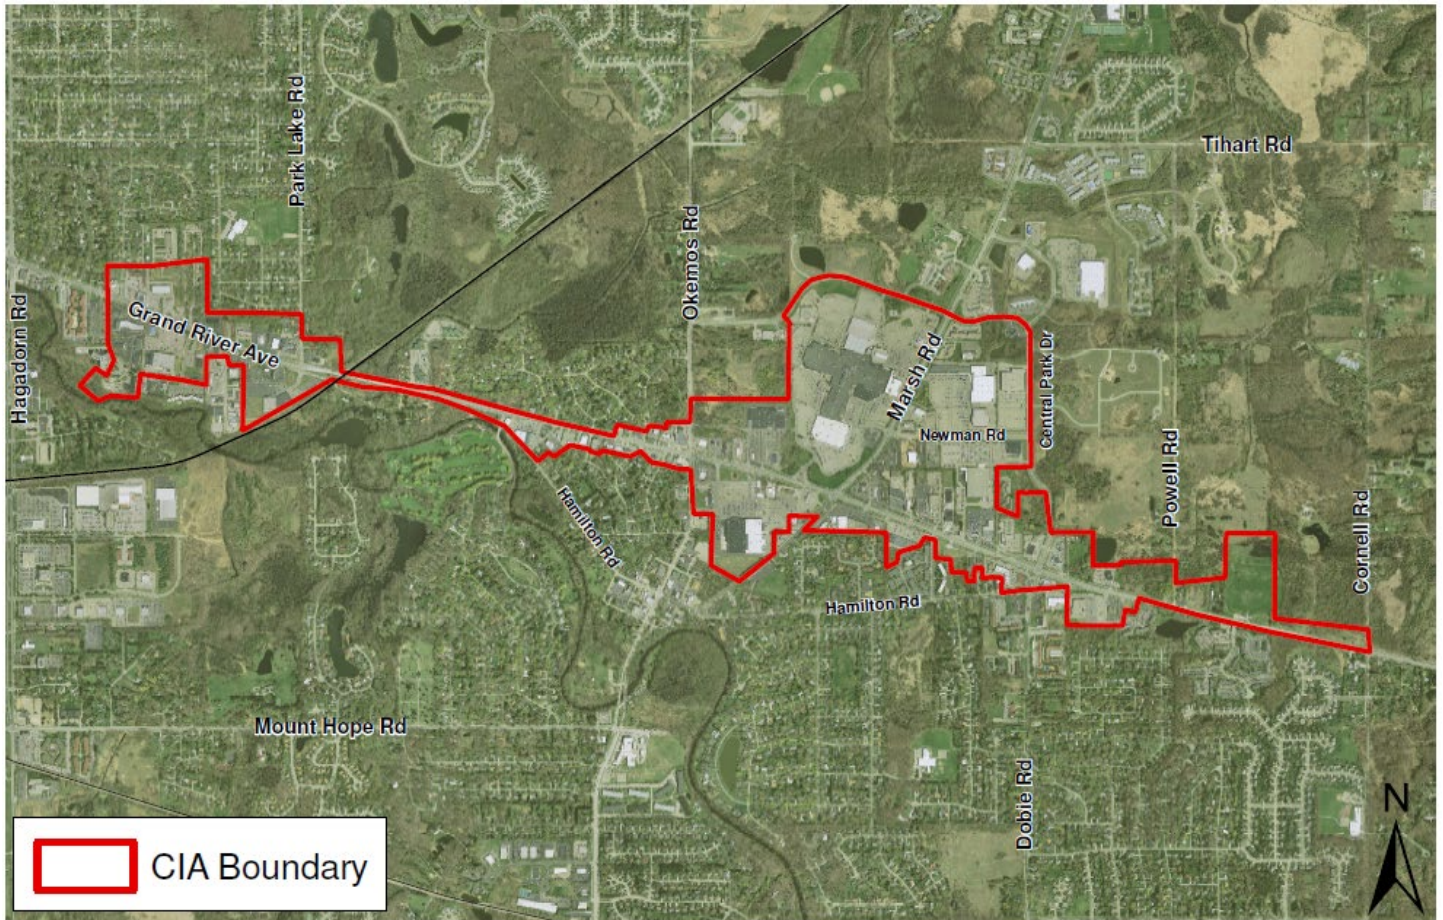 Park Lake Rd
Tihart Rd
Okemos Rd
Hagadorn Rd
Grand River Ave
Marsh Rd
Central Park Dr
Newman Rd
Powell Rd
Cornell Rd
Hamilton Rd
Hamilton Rd
Mount Hope Rd
Dobie Rd
N
CIA Boundary